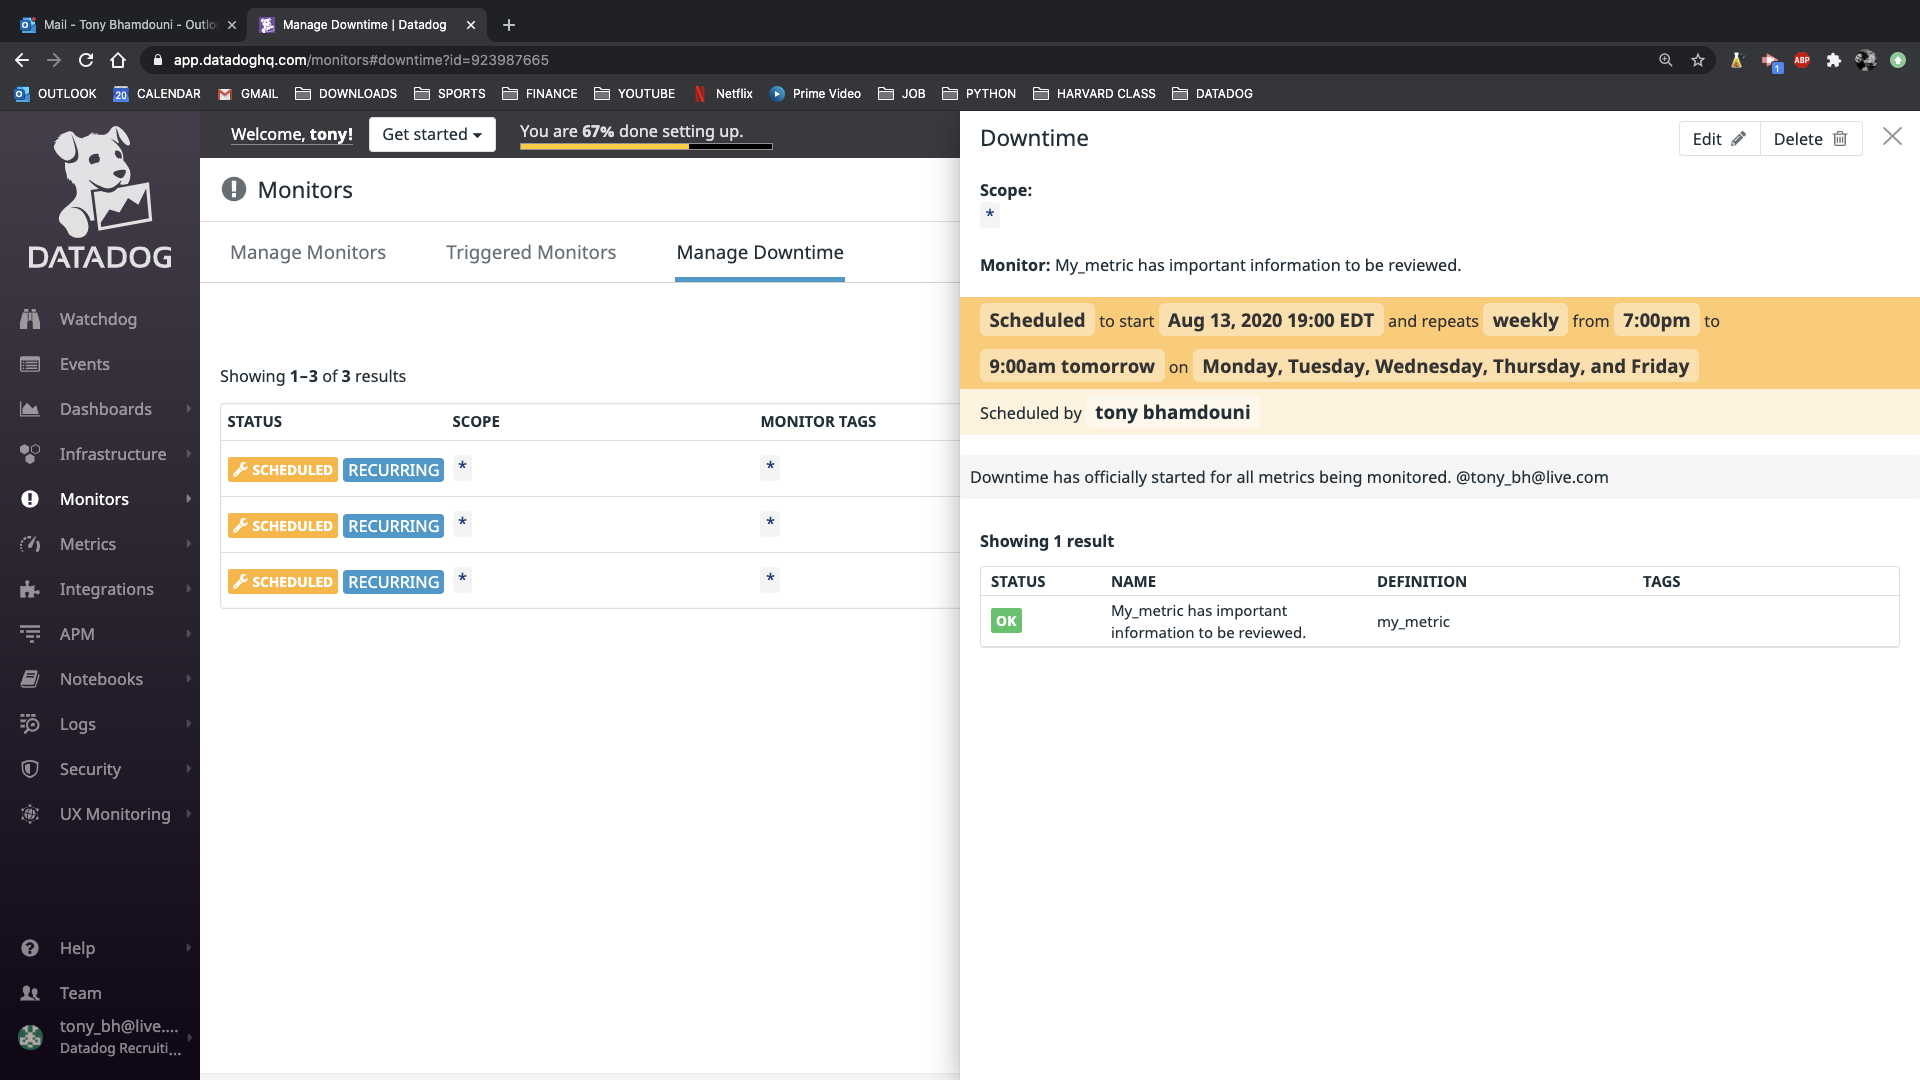 Mail - Tony Bhamdouni - Outlo
Manage Downtime | Datadog
app.datadoghq.com/monitors#downtime?id=923987665
ABP
1
OUTLOOK
20 CALENDAR
GMAIL
DOWNLOADS
SPORTS
FINANCE
YOUTUBE
Netflix
Prime Video
JOB
PYTHON
HARVARD CLASS
DATADOG
DATADOG
Watchdog
Events
Dashboards
Infrastructure
Monitors
Metrics
Integrations
APM
Notebooks
Logs
Security
UX Monitoring
Help
Team
tony_bh@live....
Datadog Recruiti...
Welcome, tony!
Get started
You are 67% done setting up.
Monitors
Manage Monitors
Triggered Monitors
Manage Downtime
Showing 1–3 of 3 results
STATUS SCOPE MONITOR TAGS
SCHEDULED RECURRING * *
SCHEDULED RECURRING * *
SCHEDULED RECURRING * *
Downtime
Edit
Delete
Scope:
*
Monitor: My_metric has important information to be reviewed.
Scheduled to start Aug 13, 2020 19:00 EDT and repeats weekly from 7:00pm to
9:00am tomorrow on Monday, Tuesday, Wednesday, Thursday, and Friday
Scheduled by tony bhamdouni
Downtime has officially started for all metrics being monitored. @tony_bh@live.com
Showing 1 result
STATUS NAME DEFINITION TAGS
OK My_metric has important
information to be reviewed. my_metric